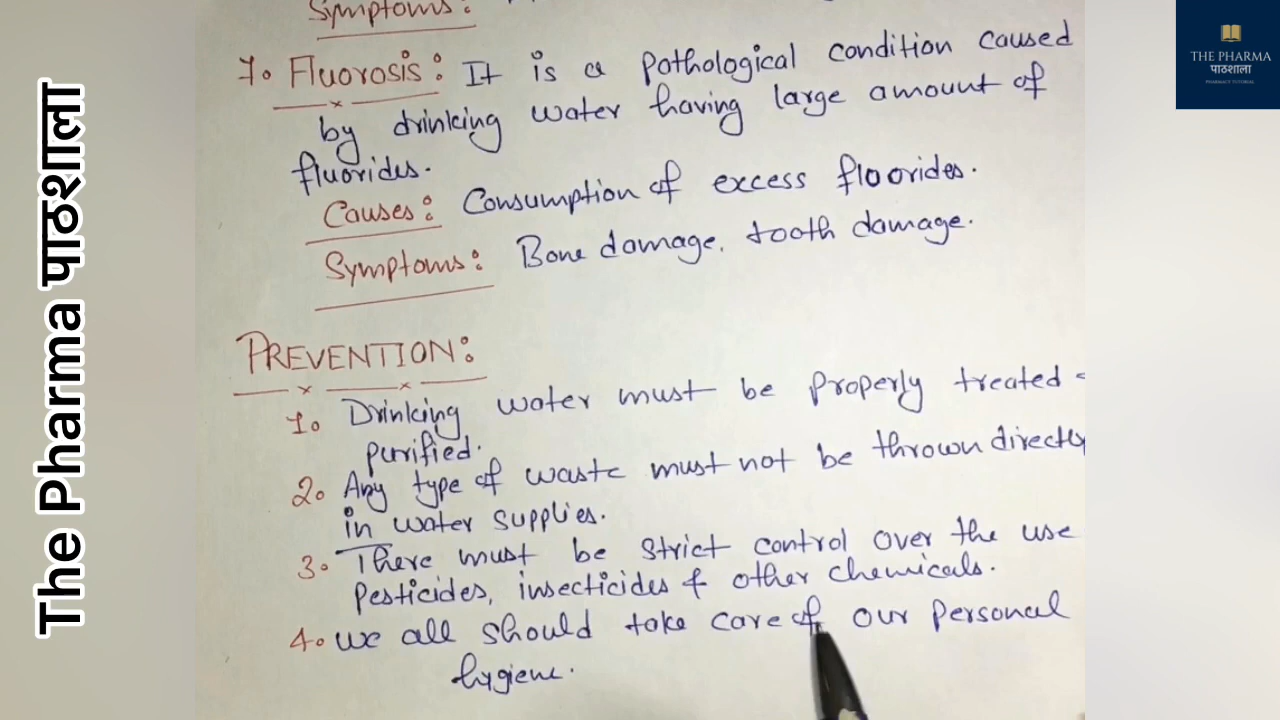 Symptoms:
7. Fluorosis: It is a pathological condition caused
by drinking water having large amount of
fluorides.
Causes: Consumption of excess floorides.
Symptoms: Bone damage, tooth damage.
PREVENTION:
1. Drinking water must be properly treated
purified.
2. Any type of waste must not be thrown directly
in water supplies.
3. There must be strict control over the use
pesticides, insecticides & other chemicals.
4. We all should take care of our personal
hygiene.
The Pharma पाठशाला
THE PHARMA
पाठशाला
PHARMACY TUTORIAL